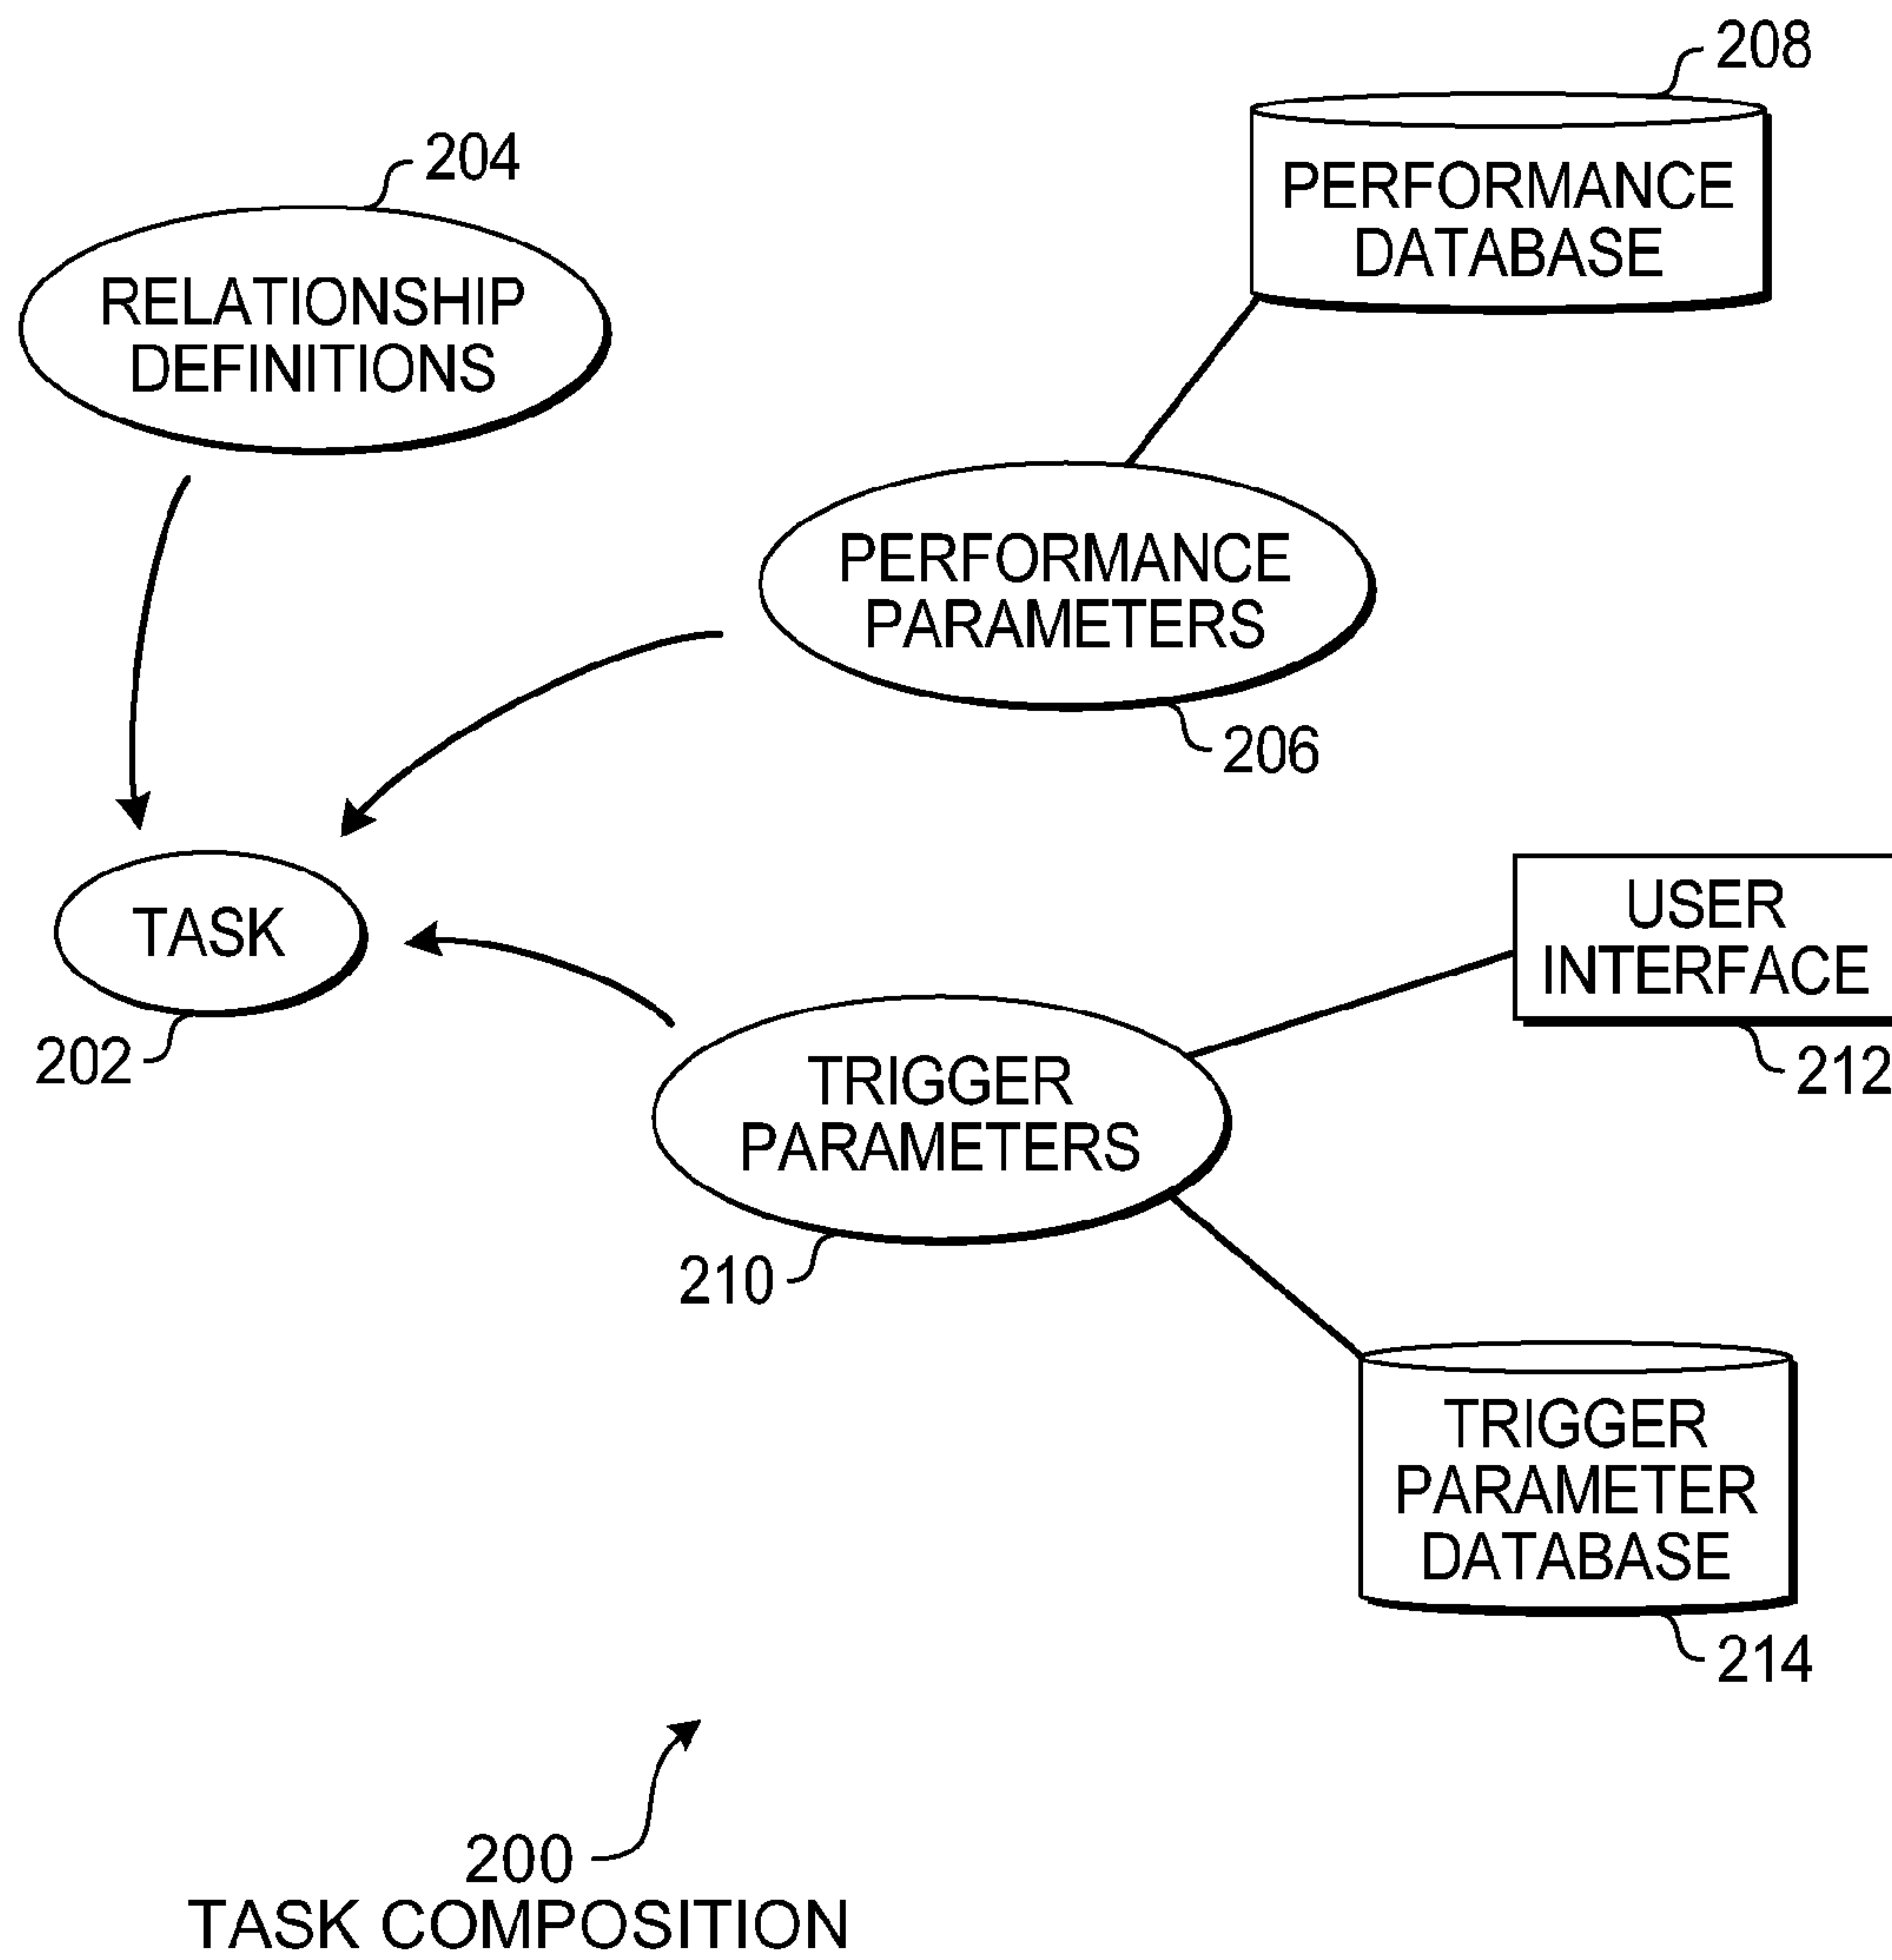 208
PERFORMANCE
DATABASE
204
RELATIONSHIP
DEFINITIONS
PERFORMANCE
PARAMETERS
206
TASK
202
USER
INTERFACE
212
TRIGGER
PARAMETERS
210
TRIGGER
PARAMETER
DATABASE
214
200
TASK COMPOSITION